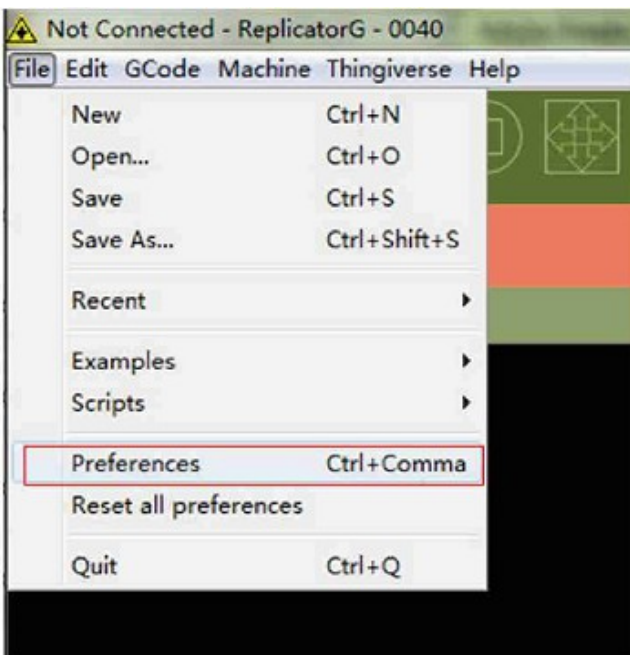 Not Connected - ReplicatorG - 0040
File Edit GCode Machine Thingiverse Help
New Ctrl+N
Open... Ctrl+O
Save Ctrl+S
Save As... Ctrl+Shift+S
Recent
Examples
Scripts
Preferences Ctrl+Comma
Reset all preferences
Quit Ctrl+Q